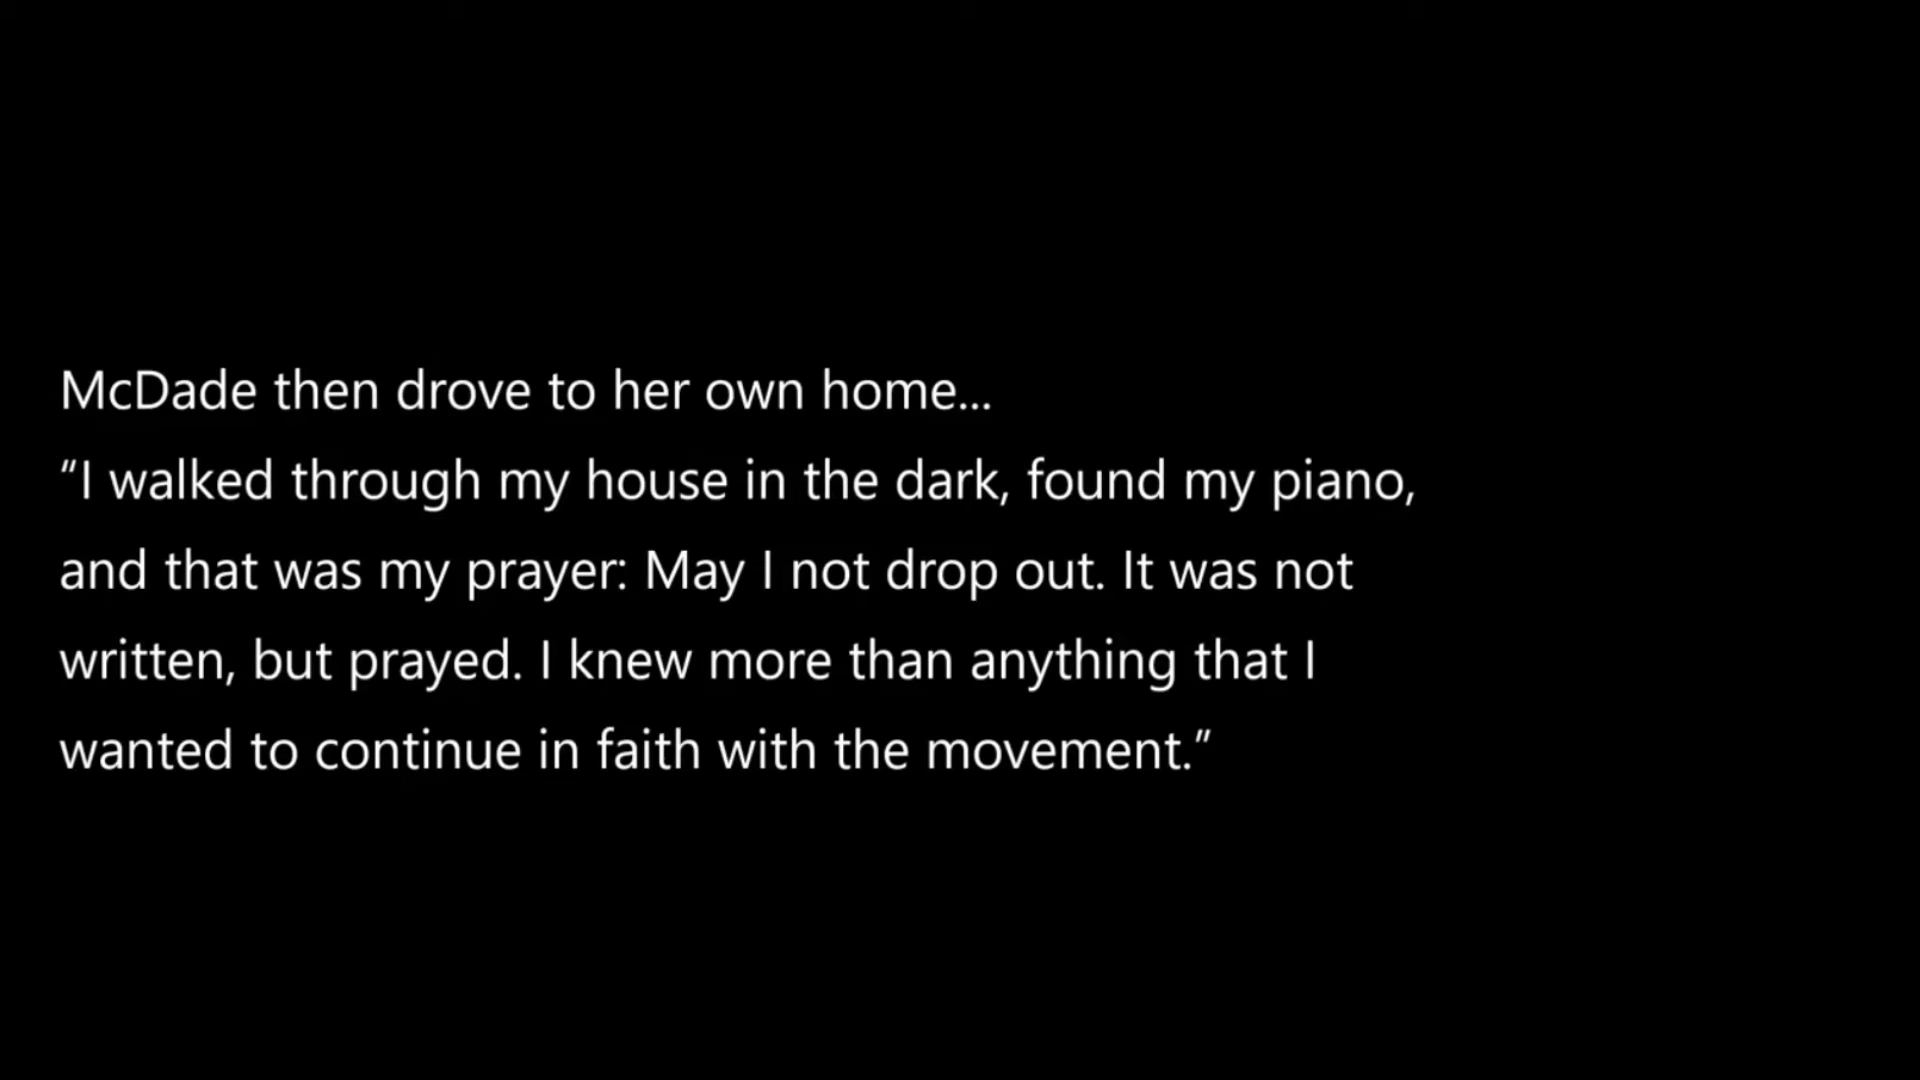 McDade then drove to her own home...
“I walked through my house in the dark, found my piano,
and that was my prayer: May I not drop out. It was not
written, but prayed. I knew more than anything that I
wanted to continue in faith with the movement.”